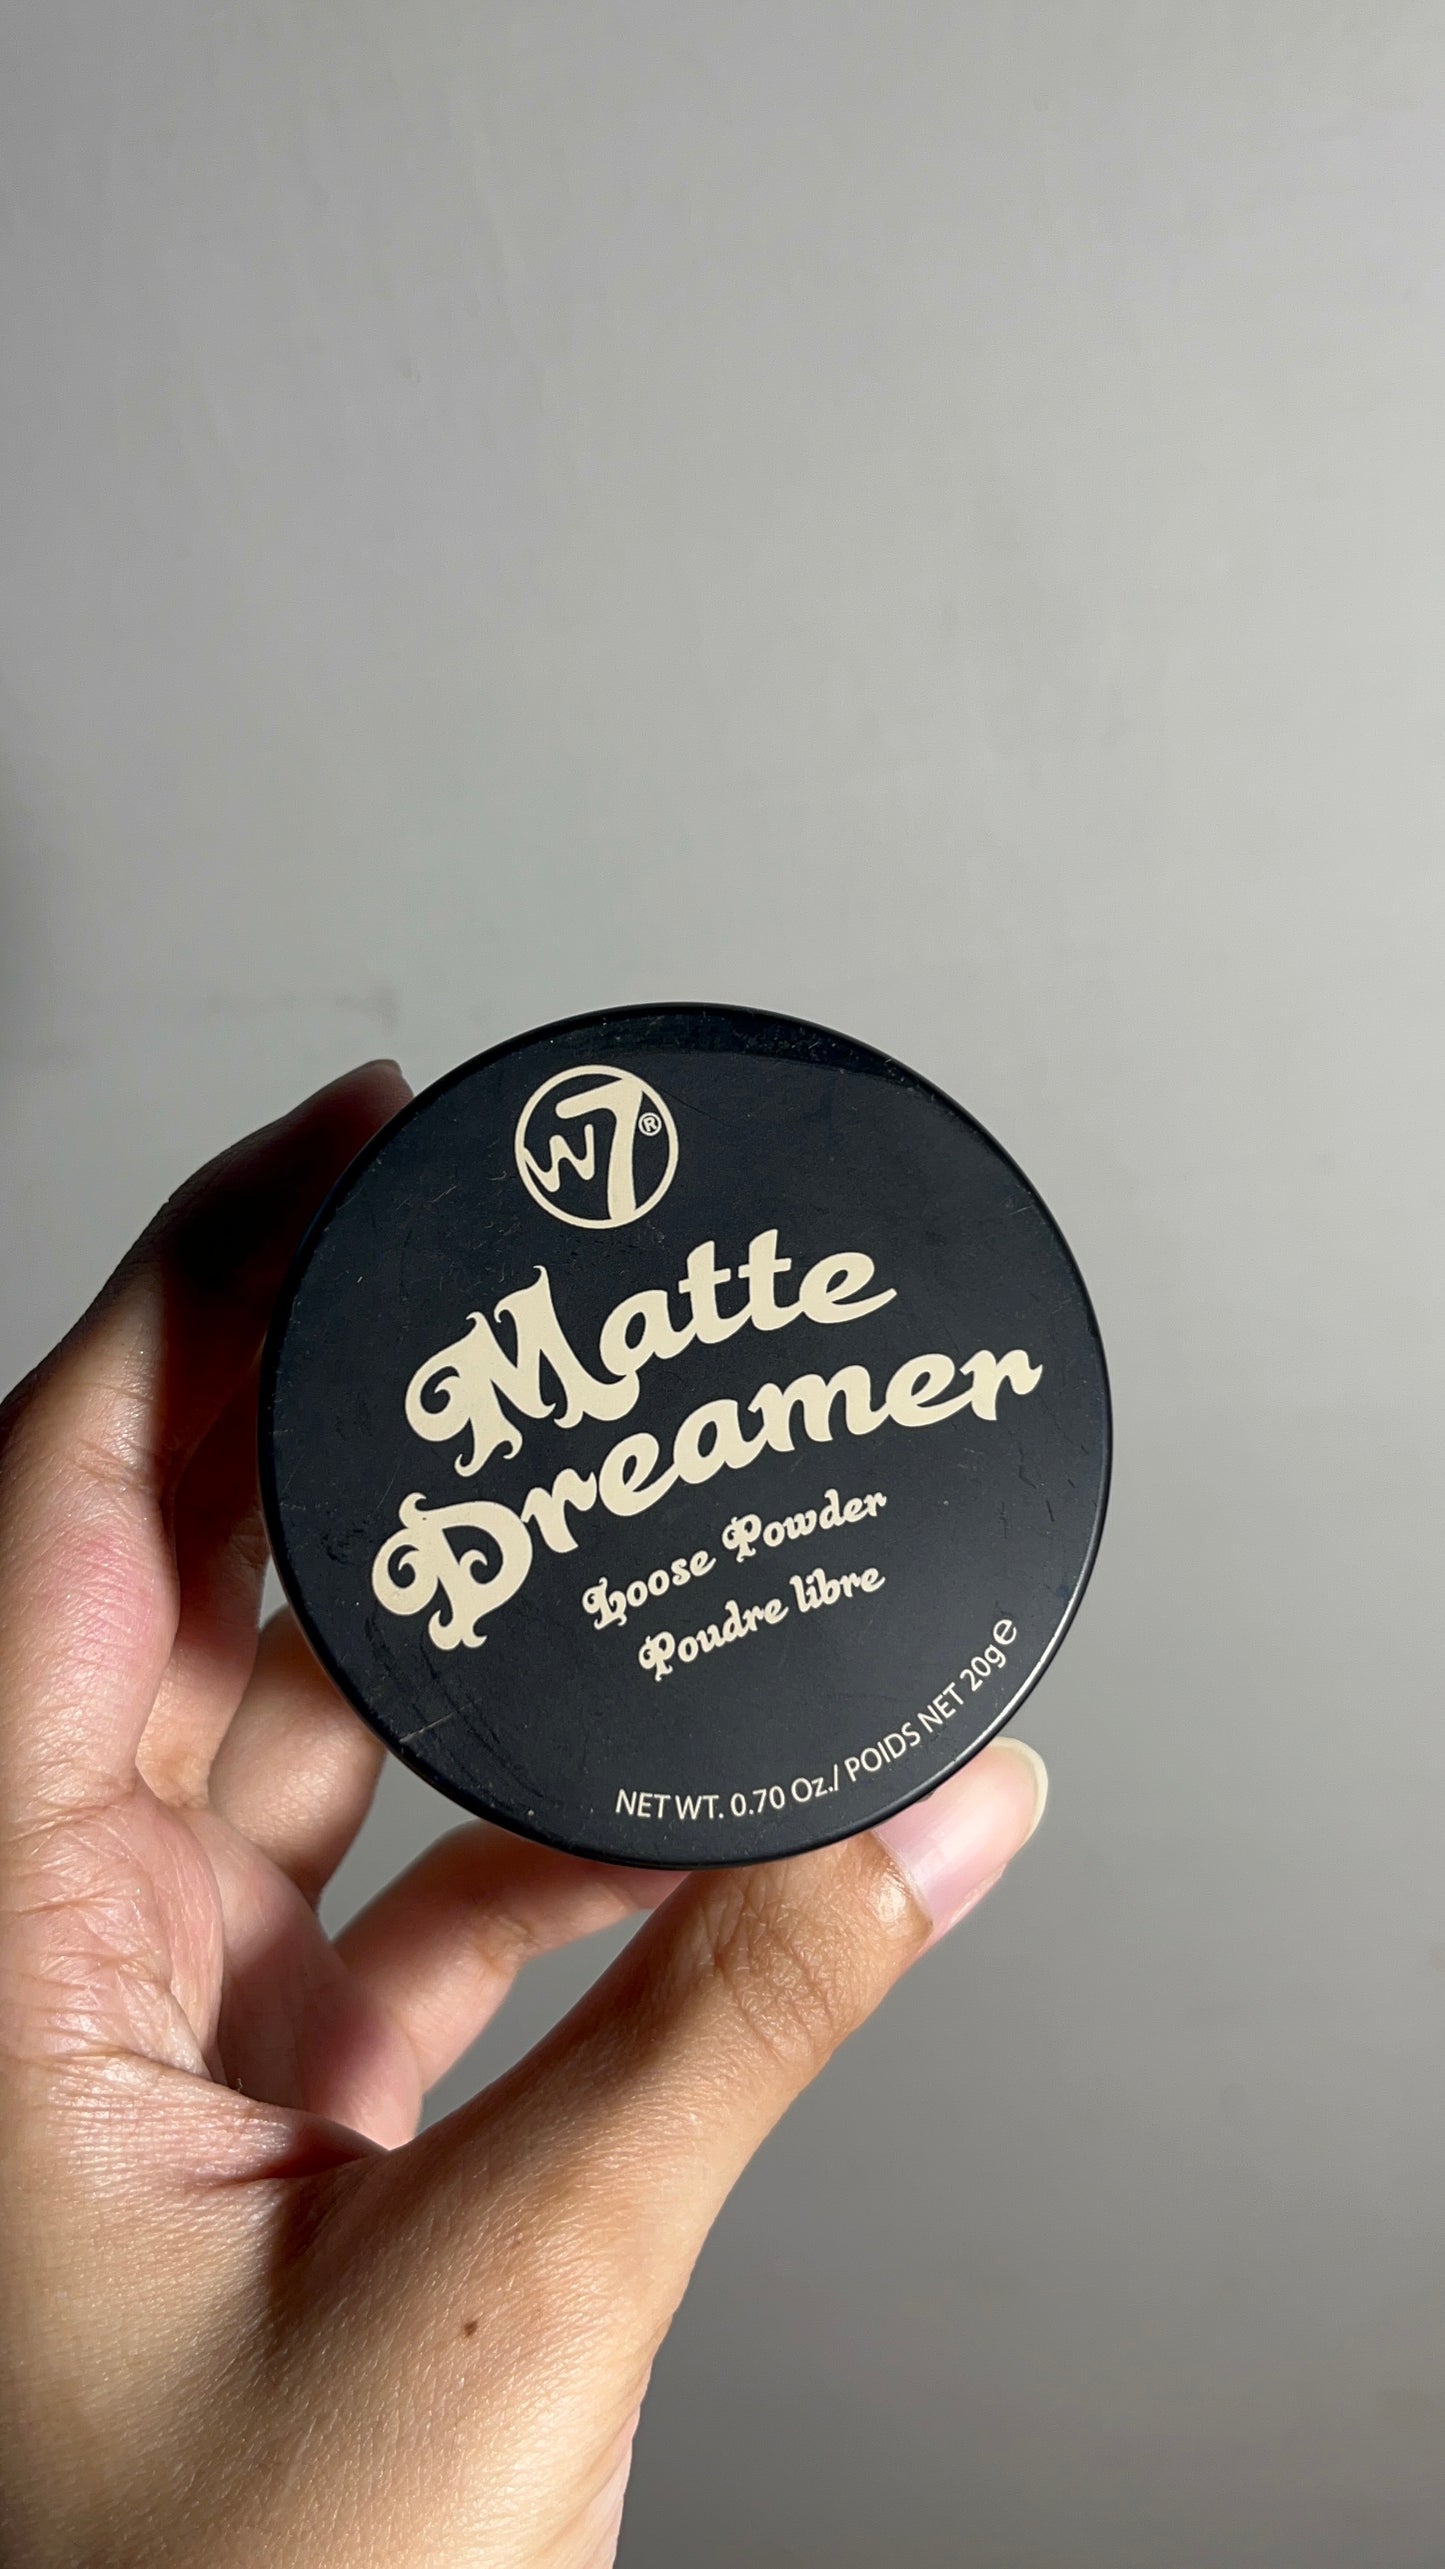 W7®
Matte
Dreamer
Loose Powder
Poudre libre
NET WT. 0.70 Oz./ POIDS NET 20g℮